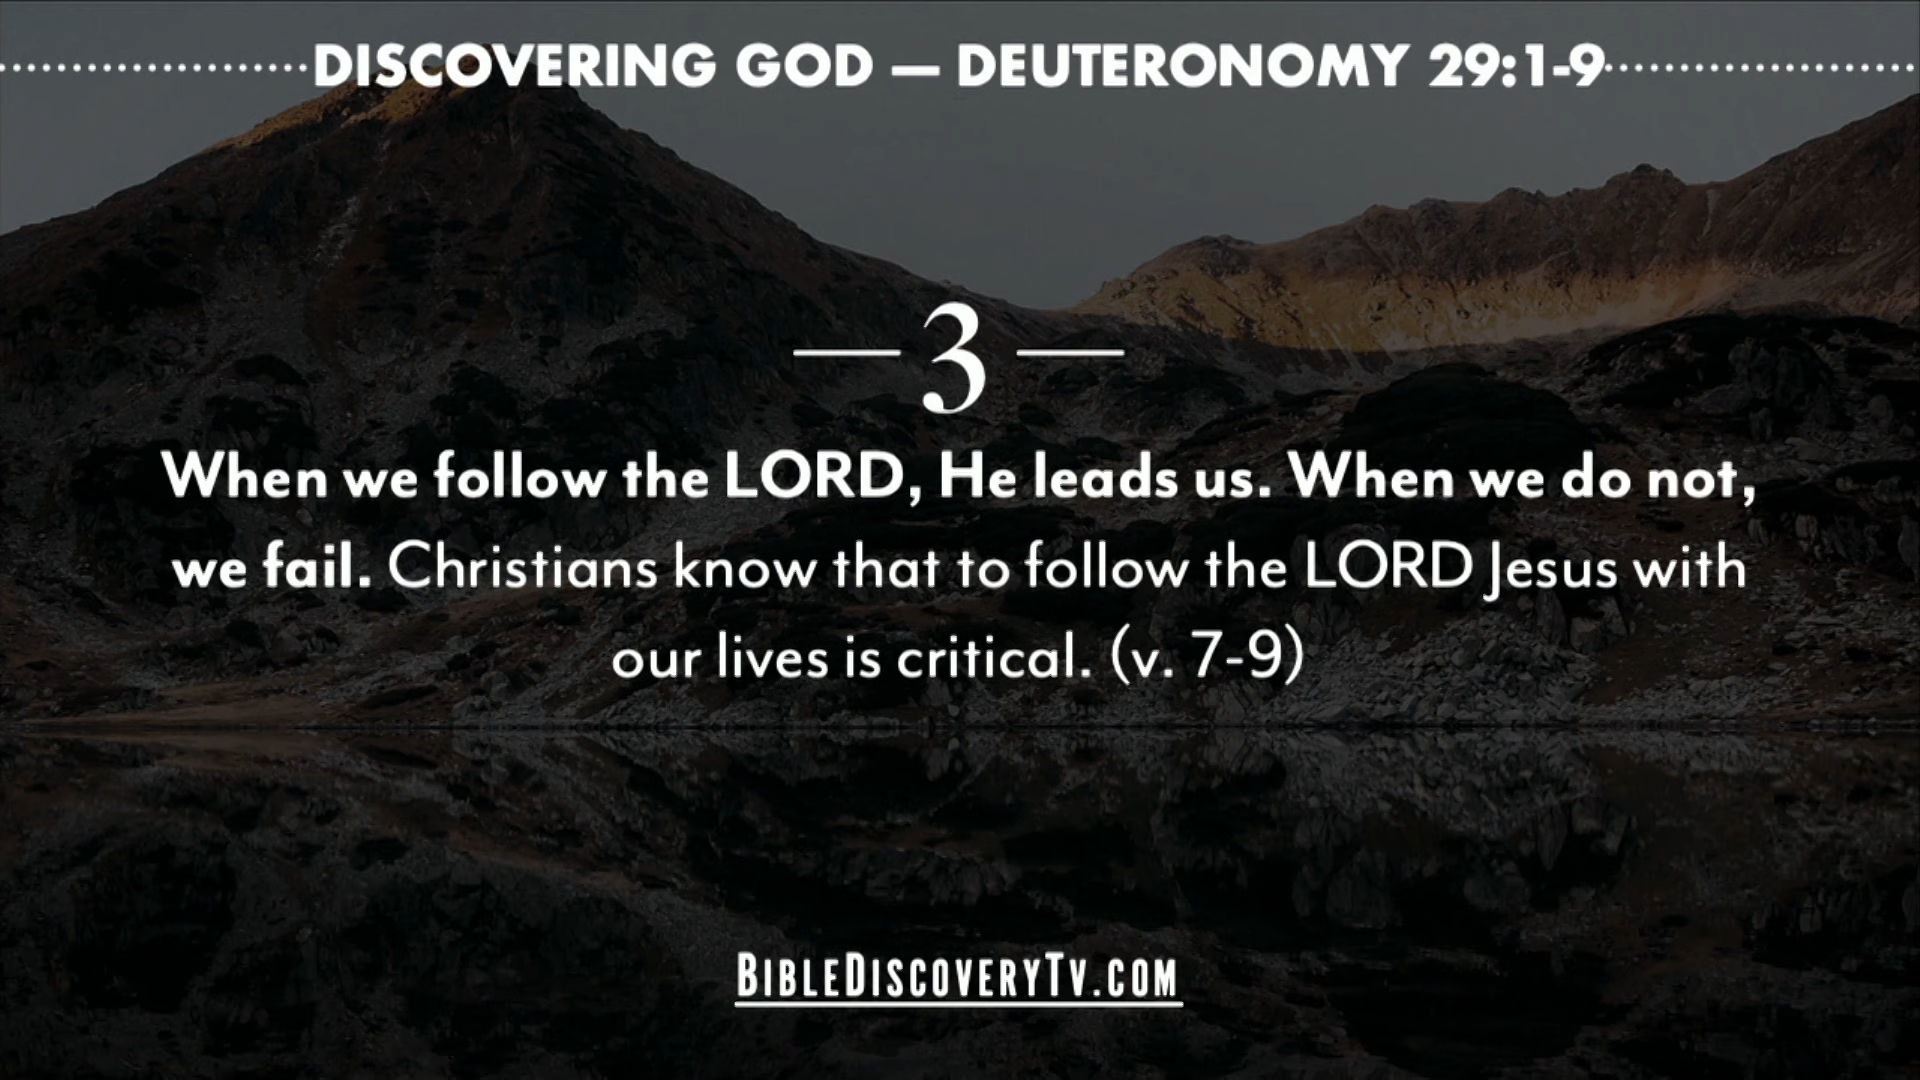 DISCOVERING GOD — DEUTERONOMY 29:1-9
3
When we follow the LORD, He leads us. When we do not,
we fail. Christians know that to follow the LORD Jesus with
our lives is critical. (v. 7-9)
BIBLEDISCOVERYTV.COM